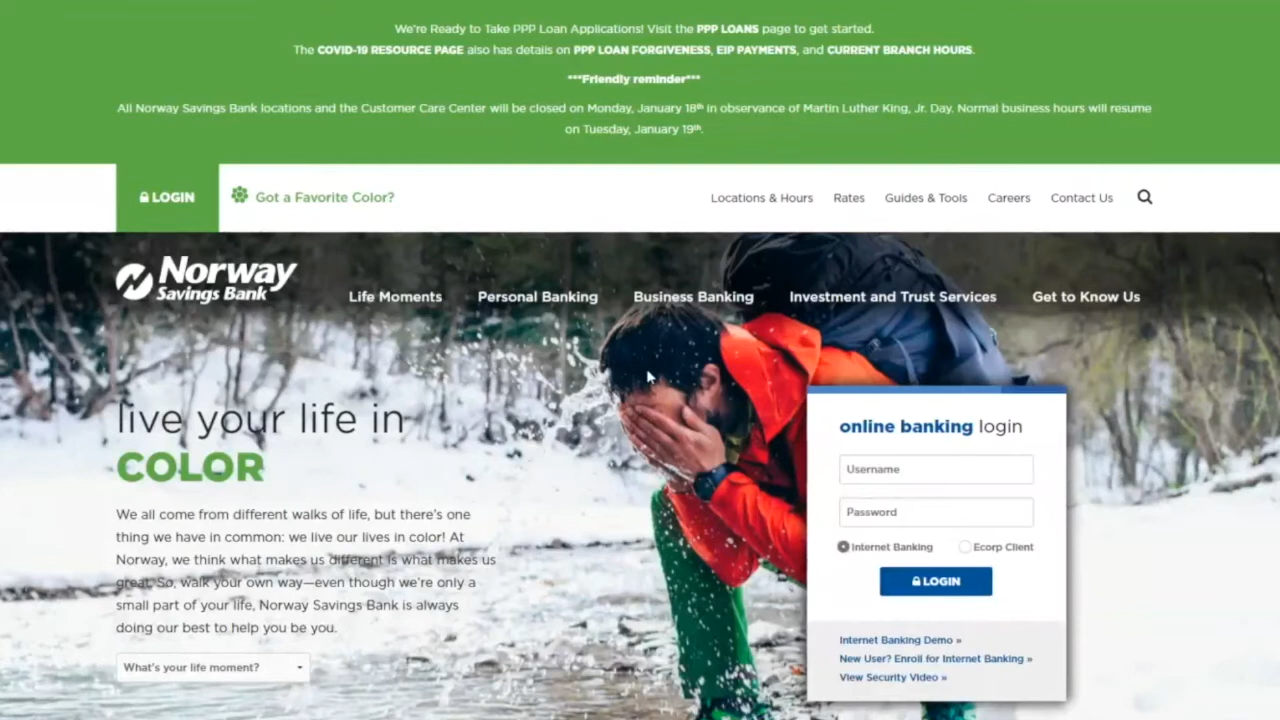 We're Ready to Take PPP Loan Applications! Visit the PPP LOANS page to get started.
The COVID-19 RESOURCE PAGE also has details on PPP LOAN FORGIVENESS, EIP PAYMENTS, and CURRENT BRANCH HOURS.
***Friendly reminder***
All Norway Savings Bank locations and the Customer Care Center will be closed on Monday, January 18th in observance of Martin Luther King, Jr. Day. Normal business hours will resume
on Tuesday, January 19th.
LOGIN
Got a Favorite Color?
Locations & Hours
Rates
Guides & Tools
Careers
Contact Us
Norway
Savings Bank
Life Moments
Personal Banking
Business Banking
Investment and Trust Services
Get to Know Us
live your life in
COLOR
We all come from different walks of life, but there's one
thing we have in common: we live our lives in color! At
Norway, we think what makes us different is what makes us
great. So, walk your own way—even though we're only a
small part of your life, Norway Savings Bank is always
doing our best to help you be you.
What's your life moment?
online banking login
Username
Password
Internet Banking
Ecorp Client
LOGIN
Internet Banking Demo »
New User? Enroll for Internet Banking »
View Security Video »